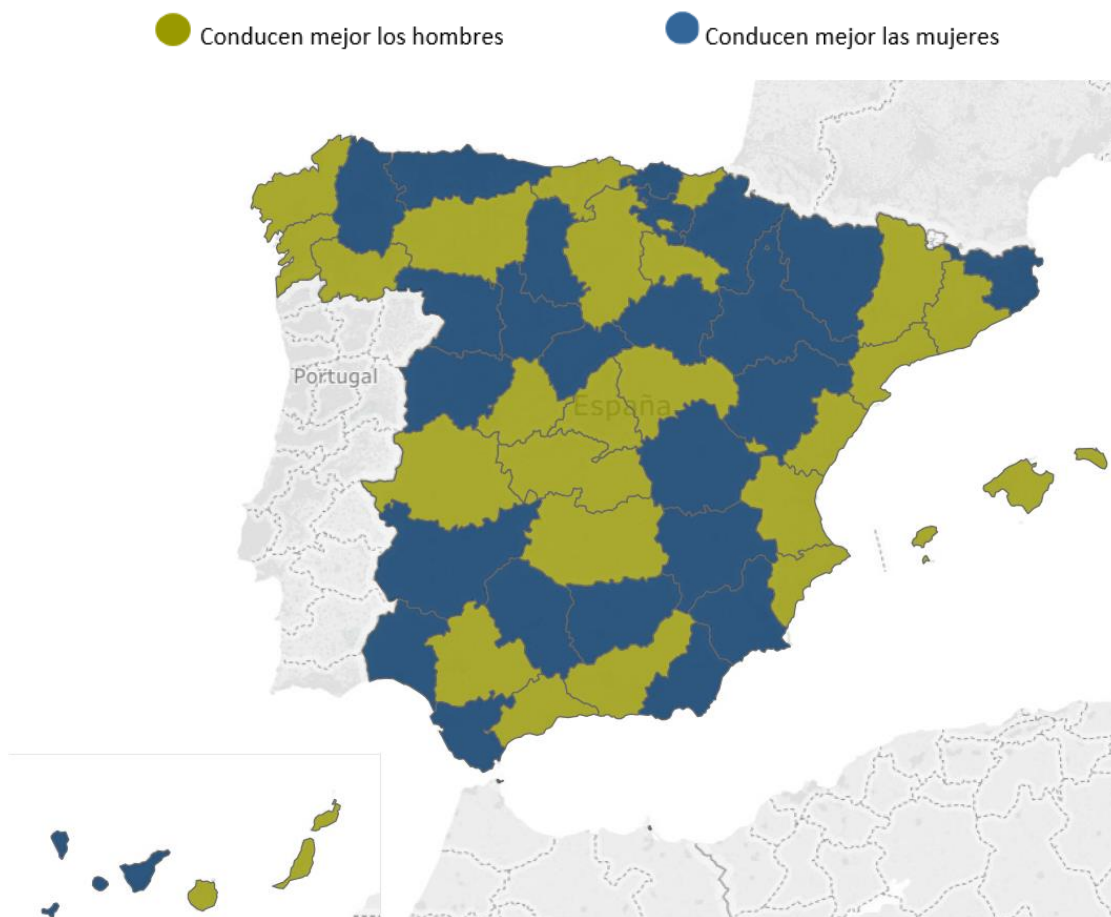 Conducen mejor los hombres
Conducen mejor las mujeres
Portugal
España